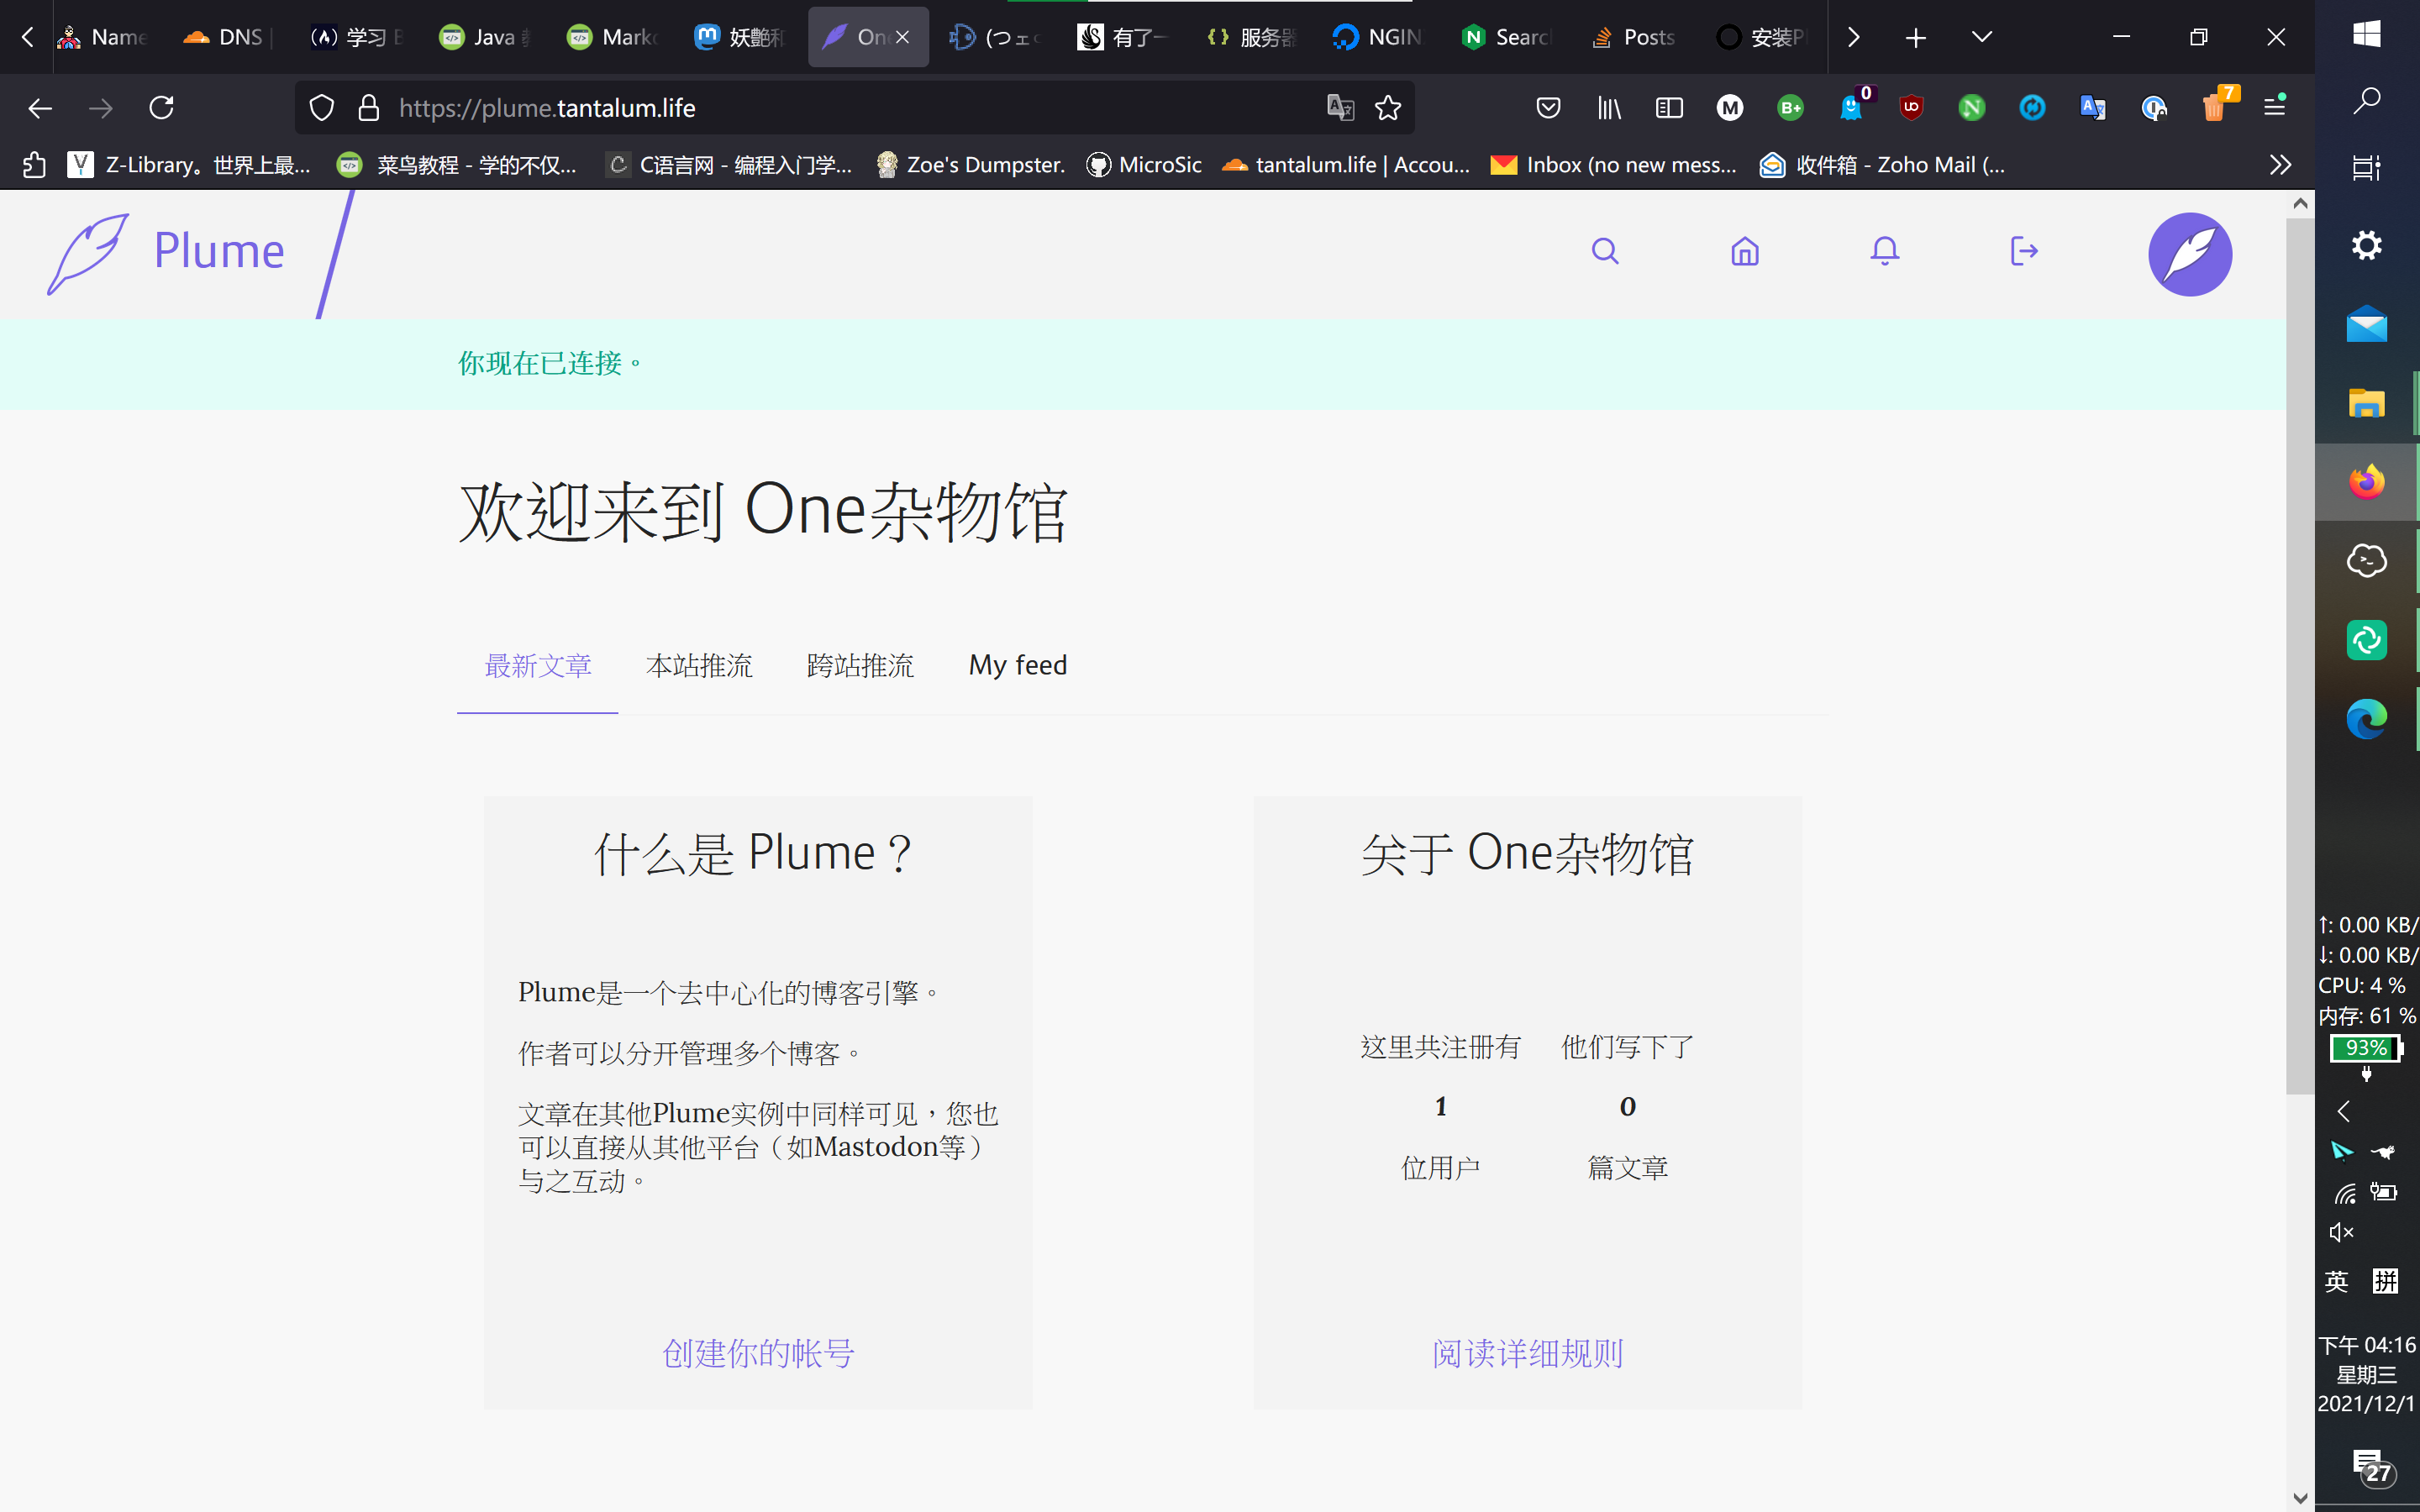 Name
DNS
学习
Java
Mark
妖艷和
One
(つェ
有了一
服务器
NGIN
Searc
Posts
安装Pl
https://plume.tantalum.life
0
7
Z-Library。世界上最...
菜鸟教程 - 学的不仅...
C语言网 - 编程入门学...
Zoe's Dumpster.
MicroSic
tantalum.life | Accou...
Inbox (no new mess...
收件箱 - Zoho Mail (...
Plume
你现在已连接。
欢迎来到 One杂物馆
最新文章
本站推流
跨站推流
My feed
什么是 Plume？
Plume是一个去中心化的博客引擎。
作者可以分开管理多个博客。
文章在其他Plume实例中同样可见，您也
可以直接从其他平台（如Mastodon等）
与之互动。
创建你的帐号
关于 One杂物馆
这里共注册有
1
位用户
他们写下了
0
篇文章
阅读详细规则
↑: 0.00 KB/
↓: 0.00 KB/
CPU: 4 %
内存: 61 %
93%
英
拼
下午 04:16
星期三
2021/12/1
27